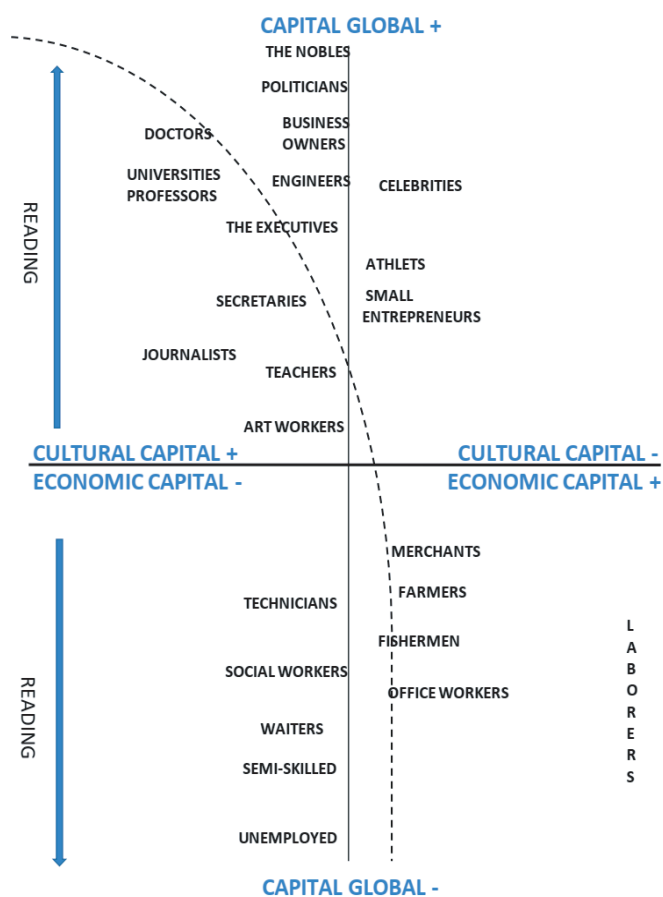 CAPITAL GLOBAL +
THE NOBLES
POLITICIANS
BUSINESS
OWNERS
DOCTORS
UNIVERSITIES
PROFESSORS
ENGINEERS
CELEBRITIES
READING
THE EXECUTIVES
ATHLETS
SECRETARIES
SMALL
ENTREPRENEURS
JOURNALISTS
TEACHERS
ART WORKERS
CULTURAL CAPITAL +
CULTURAL CAPITAL -
ECONOMIC CAPITAL -
ECONOMIC CAPITAL +
MERCHANTS
FARMERS
TECHNICIANS
FISHERMEN
LABORERS
SOCIAL WORKERS
OFFICE WORKERS
READING
WAITERS
SEMI-SKILLED
UNEMPLOYED
CAPITAL GLOBAL -